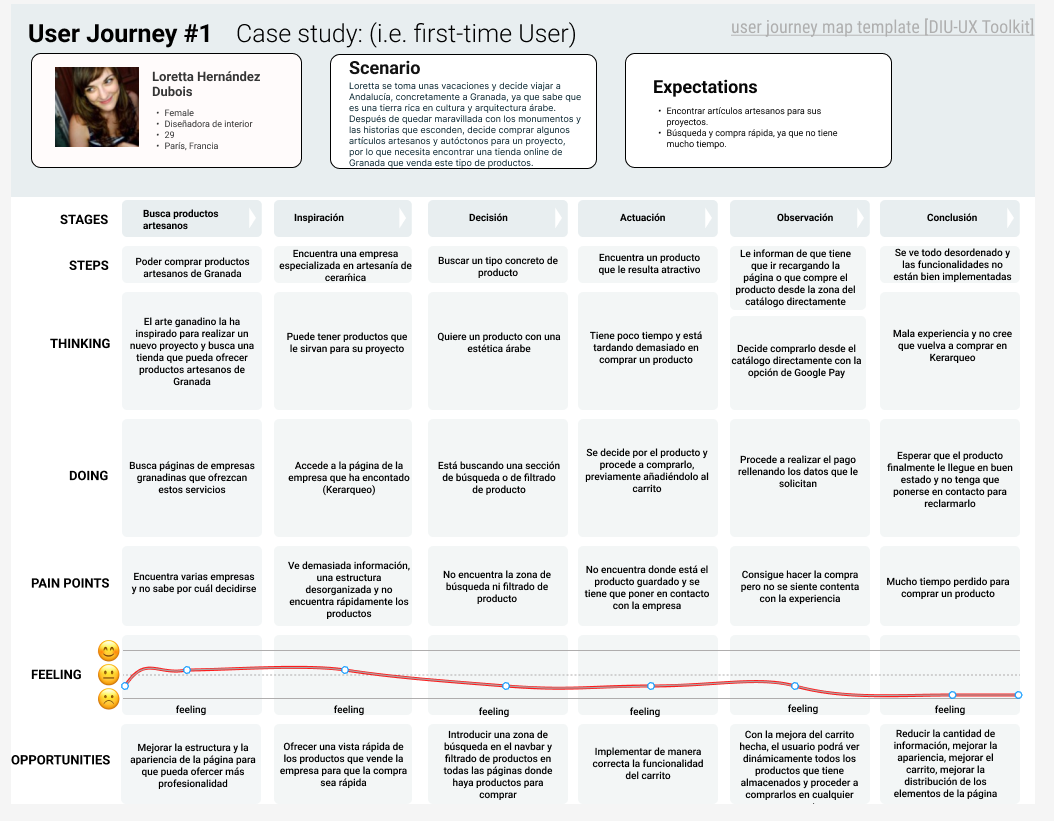 User Journey #1 Case study: (i.e. first-time User)
user journey map template [DIU-UX Toolkit]
Loretta Hernández
Dubois
• Female
• Diseñadora de interior
• 29
• París, Francia
Scenario
Loretta se toma unas vacaciones y decide viajar a
Andalucía, concretamente a Granada, ya que sabe que
es una tierra rica en cultura y arquitectura árabe.
Después de quedar maravillada con los monumentos y
las historias que esconden, decide comprar algunos
artículos artesanos y autóctonos para un proyecto,
por lo que necesita encontrar una tienda online de
Granada que venda este tipo de productos.
Expectations
• Encontrar artículos artesanos para sus
proyectos.
• Búsqueda y compra rápida, ya que no tiene
mucho tiempo.
STAGES
Busca productos
artesanos
Inspiración
Decisión
Actuación
Observación
Conclusión
STEPS
Poder comprar productos
artesanos de Granada
Encuentra una empresa
especializada en artesanía de
ceramica
Buscar un tipo concreto de
producto
Encuentra un producto
que le resulta atractivo
Le informan de que tiene
que ir recargando la
página o que compre el
producto desde la zona del
catálogo directamente
Se ve todo desordenado y
las funcionalidades no
están bien implementadas
THINKING
El arte ganadino la ha
inspirado para realizar un
nuevo proyecto y busca una
tienda que pueda ofrecer
productos artesanos de
Granada
Puede tener productos que
le sirvan para su proyecto
Quiere un producto con una
estética árabe
Tiene poco tiempo y está
tardando demasiado en
comprar un producto
Decide comprarlo desde el
catálogo directamente con la
opción de Google Pay
Mala experiencia y no cree
que vuelva a comprar en
Kerarqueo
DOING
Busca páginas de empresas
granadinas que ofrezcan
estos servicios
Accede a la página de la
empresa que ha encontado
(Kerarqueo)
Está buscando una sección
de búsqueda o de filtrado
de producto
Se decide por el producto y
procede a comprarlo,
previamente añadiéndolo al
carrito
Procede a realizar el pago
rellenando los datos que le
solicitan
Esperar que el producto
finalmente le llegue en buen
estado y no tenga que
ponerse en contacto para
reclarmarlo
PAIN POINTS
Encuentra varias empresas
y no sabe por cuál decidirse
Ve demasiada información,
una estructura
desorganizada y no
encuentra rápidamente los
productos
No encuentra la zona de
búsqueda ni filtrado de
producto
No encuentra donde está el
producto guardado y se
tiene que poner en contacto
con la empresa
Consigue hacer la compra
pero no se siente contenta
con la experiencia
Mucho tiempo perdido para
comprar un producto
FEELING
feeling
feeling
feeling
feeling
feeling
feeling
OPPORTUNITIES
Mejorar la estructura y la
apariencia de la página para
que pueda ofercer más
profesionalidad
Ofrecer una vista rápida de
los productos que vende la
empresa para que la compra
sea rápida
Introducir una zona de
búsqueda en el navbar y
filtrado de productos en
todas las páginas donde
haya productos para
comprar
Implementar de manera
correcta la funcionalidad
del carrito
Con la mejora del carrito
hecha, el usuario podrá ver
dinámicamente todos los
productos que tiene
almacenados y proceder a
comprarlos en cualquier
Reducir la cantidad de
información, mejorar la
apariencia, mejorar el
carrito, mejorar la
distribución de los
elementos de la página